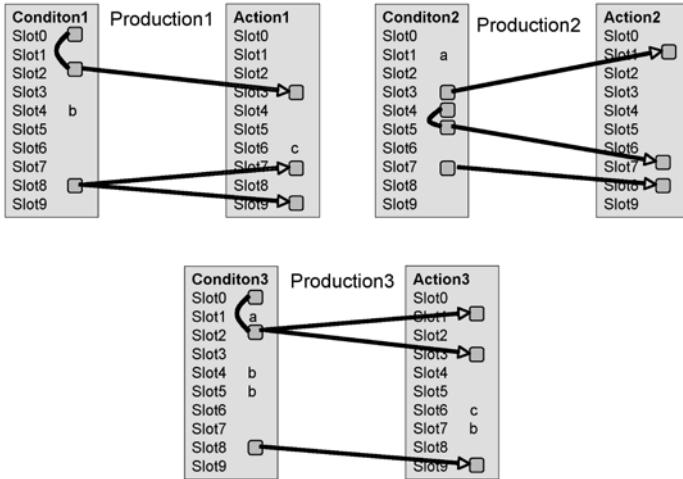 Conditon1 Production1 Action1
Slot0 Slot0
Slot1 Slot1
Slot2 Slot2
Slot3 Slot3
Slot4 b Slot4
Slot5 Slot5
Slot6 Slot6 c
Slot7 Slot7
Slot8 Slot8
Slot9 Slot9
Conditon2 Production2 Action2
Slot0 Slot0
Slot1 a Slot1
Slot2 Slot2
Slot3 Slot3
Slot4 Slot4
Slot5 Slot5
Slot6 Slot6
Slot7 Slot7
Slot8 Slot8
Slot9 Slot9
Conditon3 Production3 Action3
Slot0 Slot0
Slot1 a Slot1
Slot2 Slot2
Slot3 Slot3
Slot4 b Slot4
Slot5 b Slot5
Slot6 Slot6 c
Slot7 Slot7 b
Slot8 Slot8
Slot9 Slot9